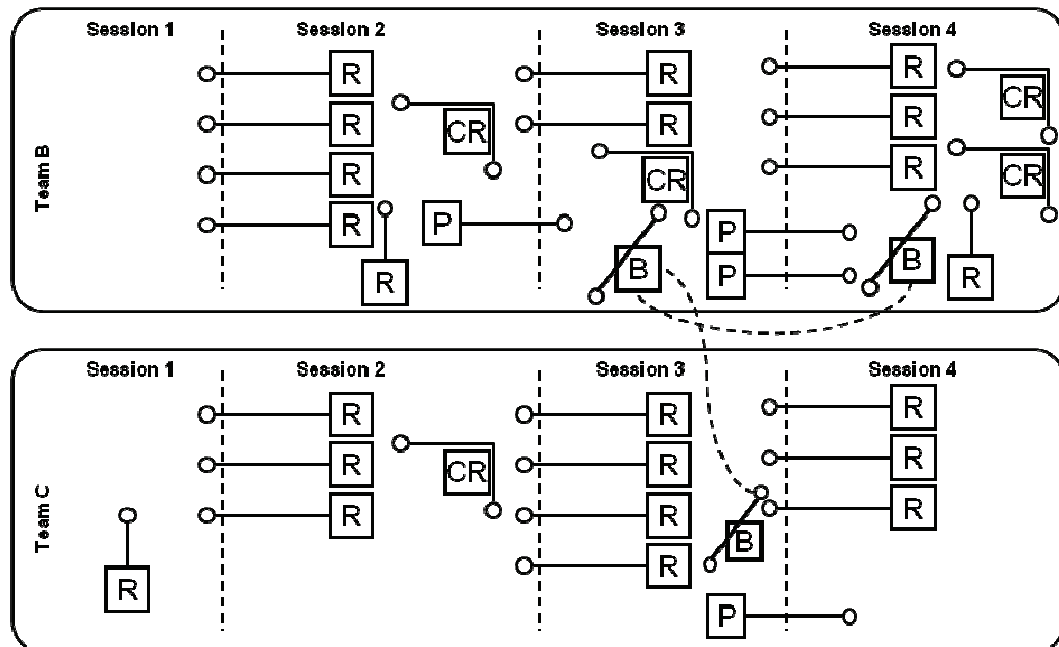 Session 1 Session 2 Session 3 Session 4
R R R
R R CR R CR
CR
R R
CR
R P P B R
B P
R
Team B
Session 1 Session 2 Session 3 Session 4
R R R
R CR R R
R R R
B
R R
P
Team C